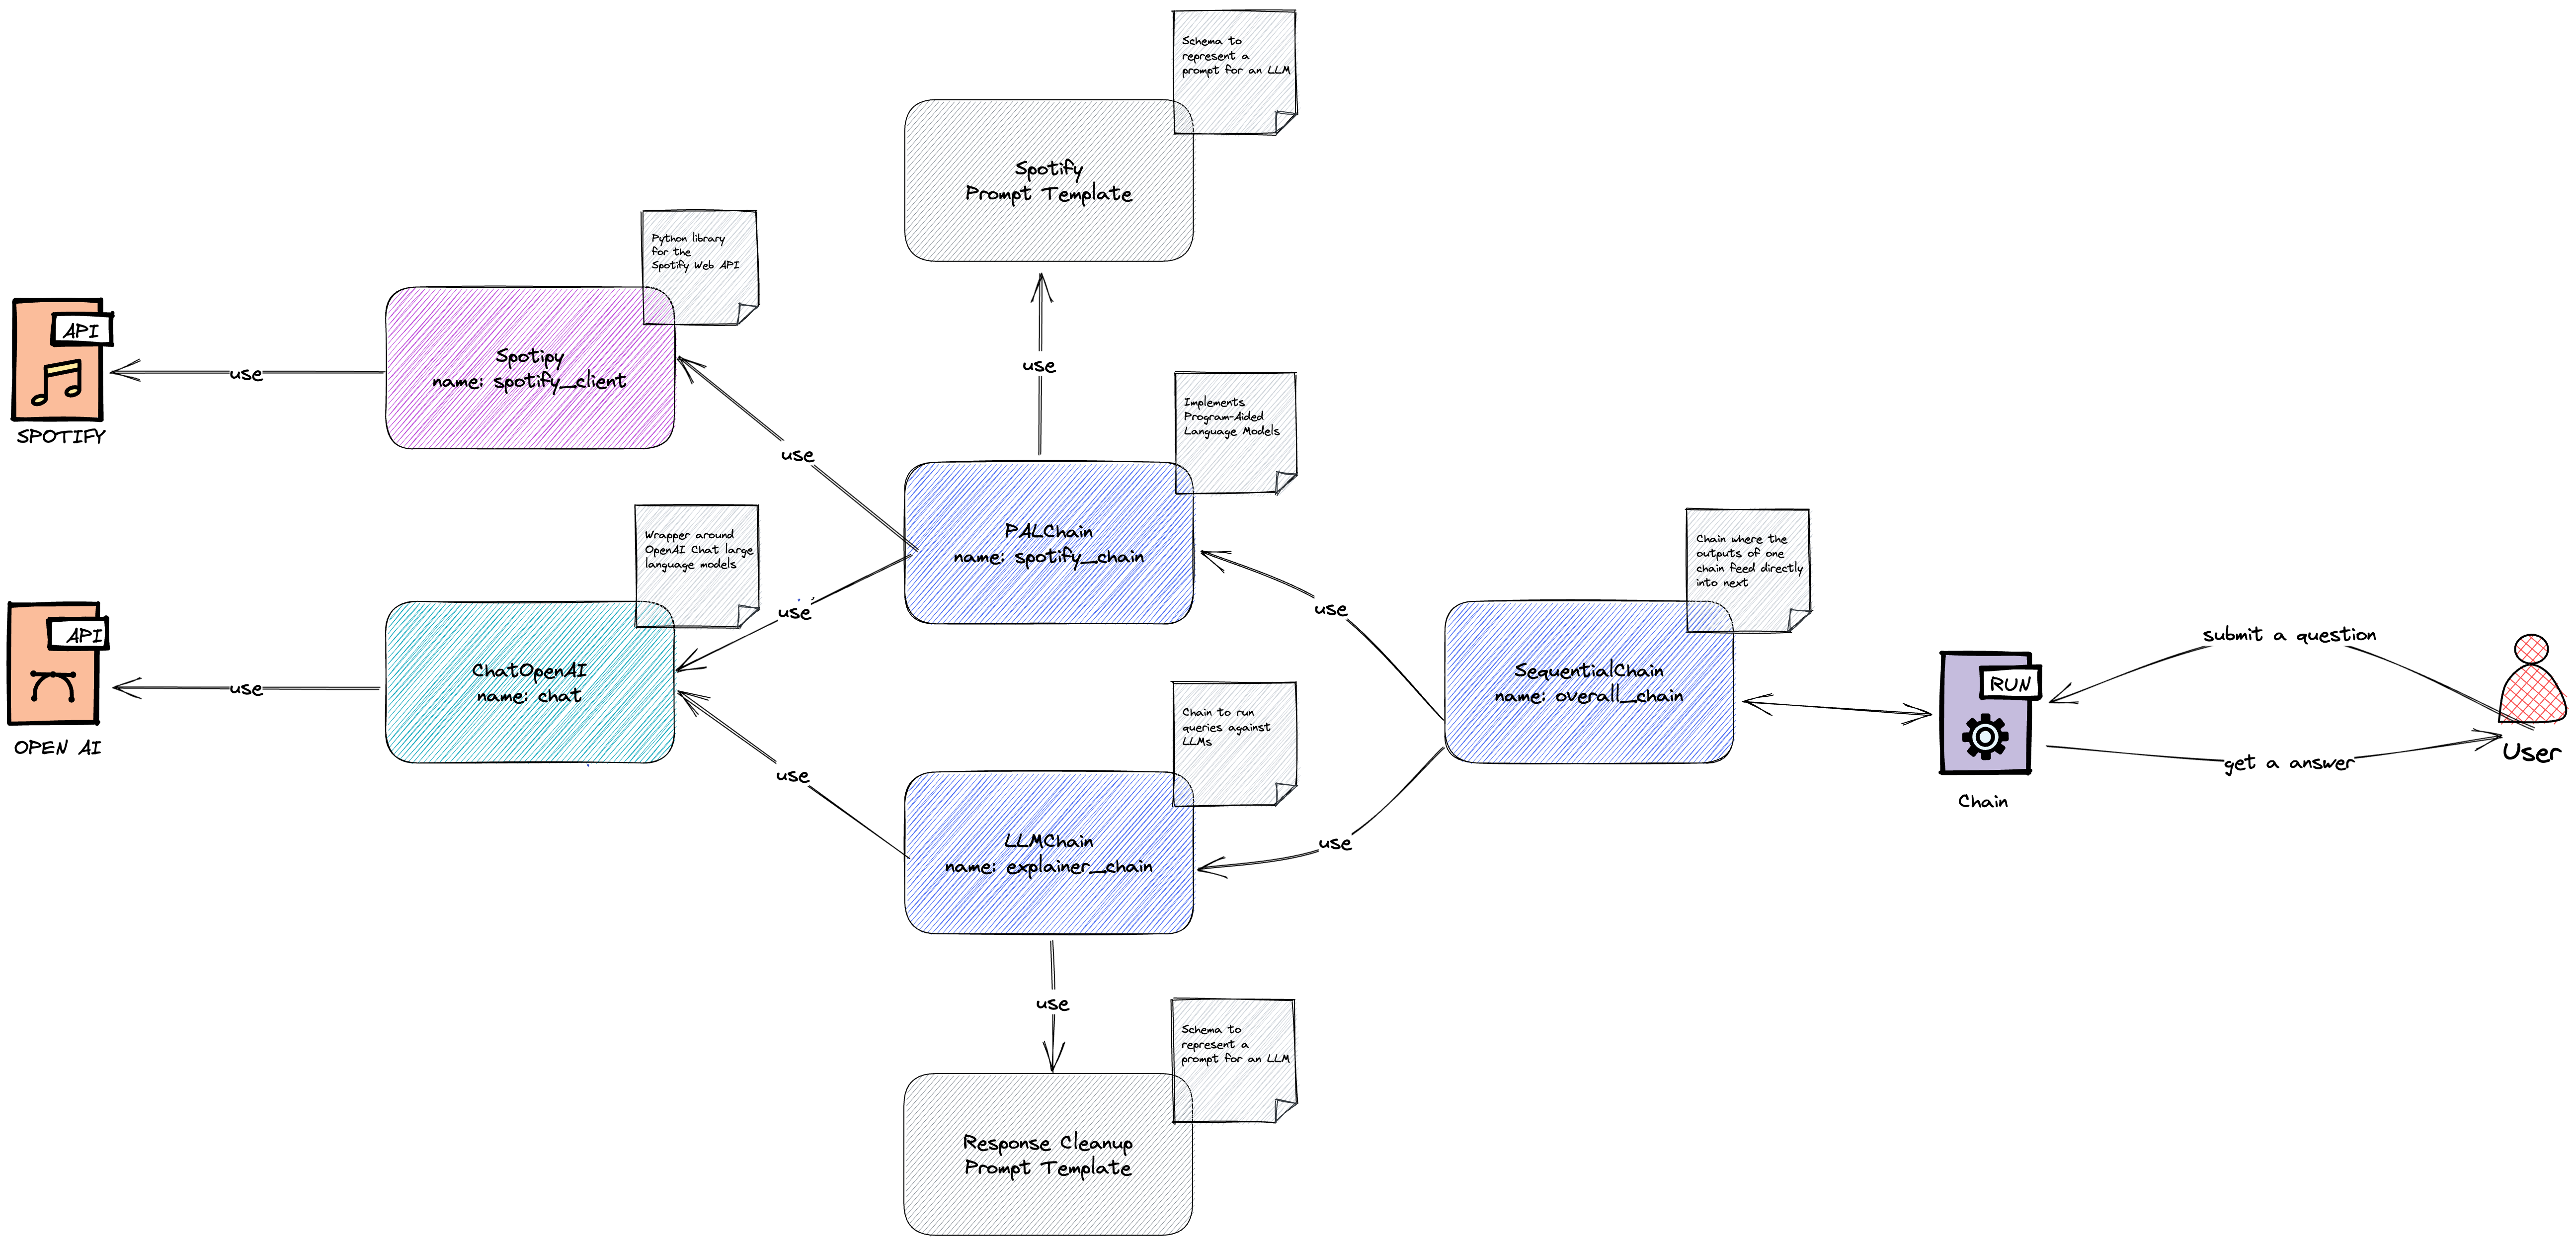 Schema to
represent a
prompt for an LLM
Spotify
Prompt Template
Python library
for the
Spotify Web API
API
SPOTIFY
use
Spotipy
name: spotify_client
use
use
Implements
Program-Aided
Language Models
PALChain
name: spotify_chain
Wrapper around
OpenAI Chat large
language models
use
API
OPEN AI
use
ChatOpenAI
name: chat
use
Chain to run
queries against
LLMs
LLMChain
name: explainer_chain
use
use
Chain where the
outputs of one
chain feed directly
into next
SequentialChain
name: overall_chain
RUN
Chain
submit a question
get a answer
User
use
Schema to
represent a
prompt for an LLM
Response Cleanup
Prompt Template